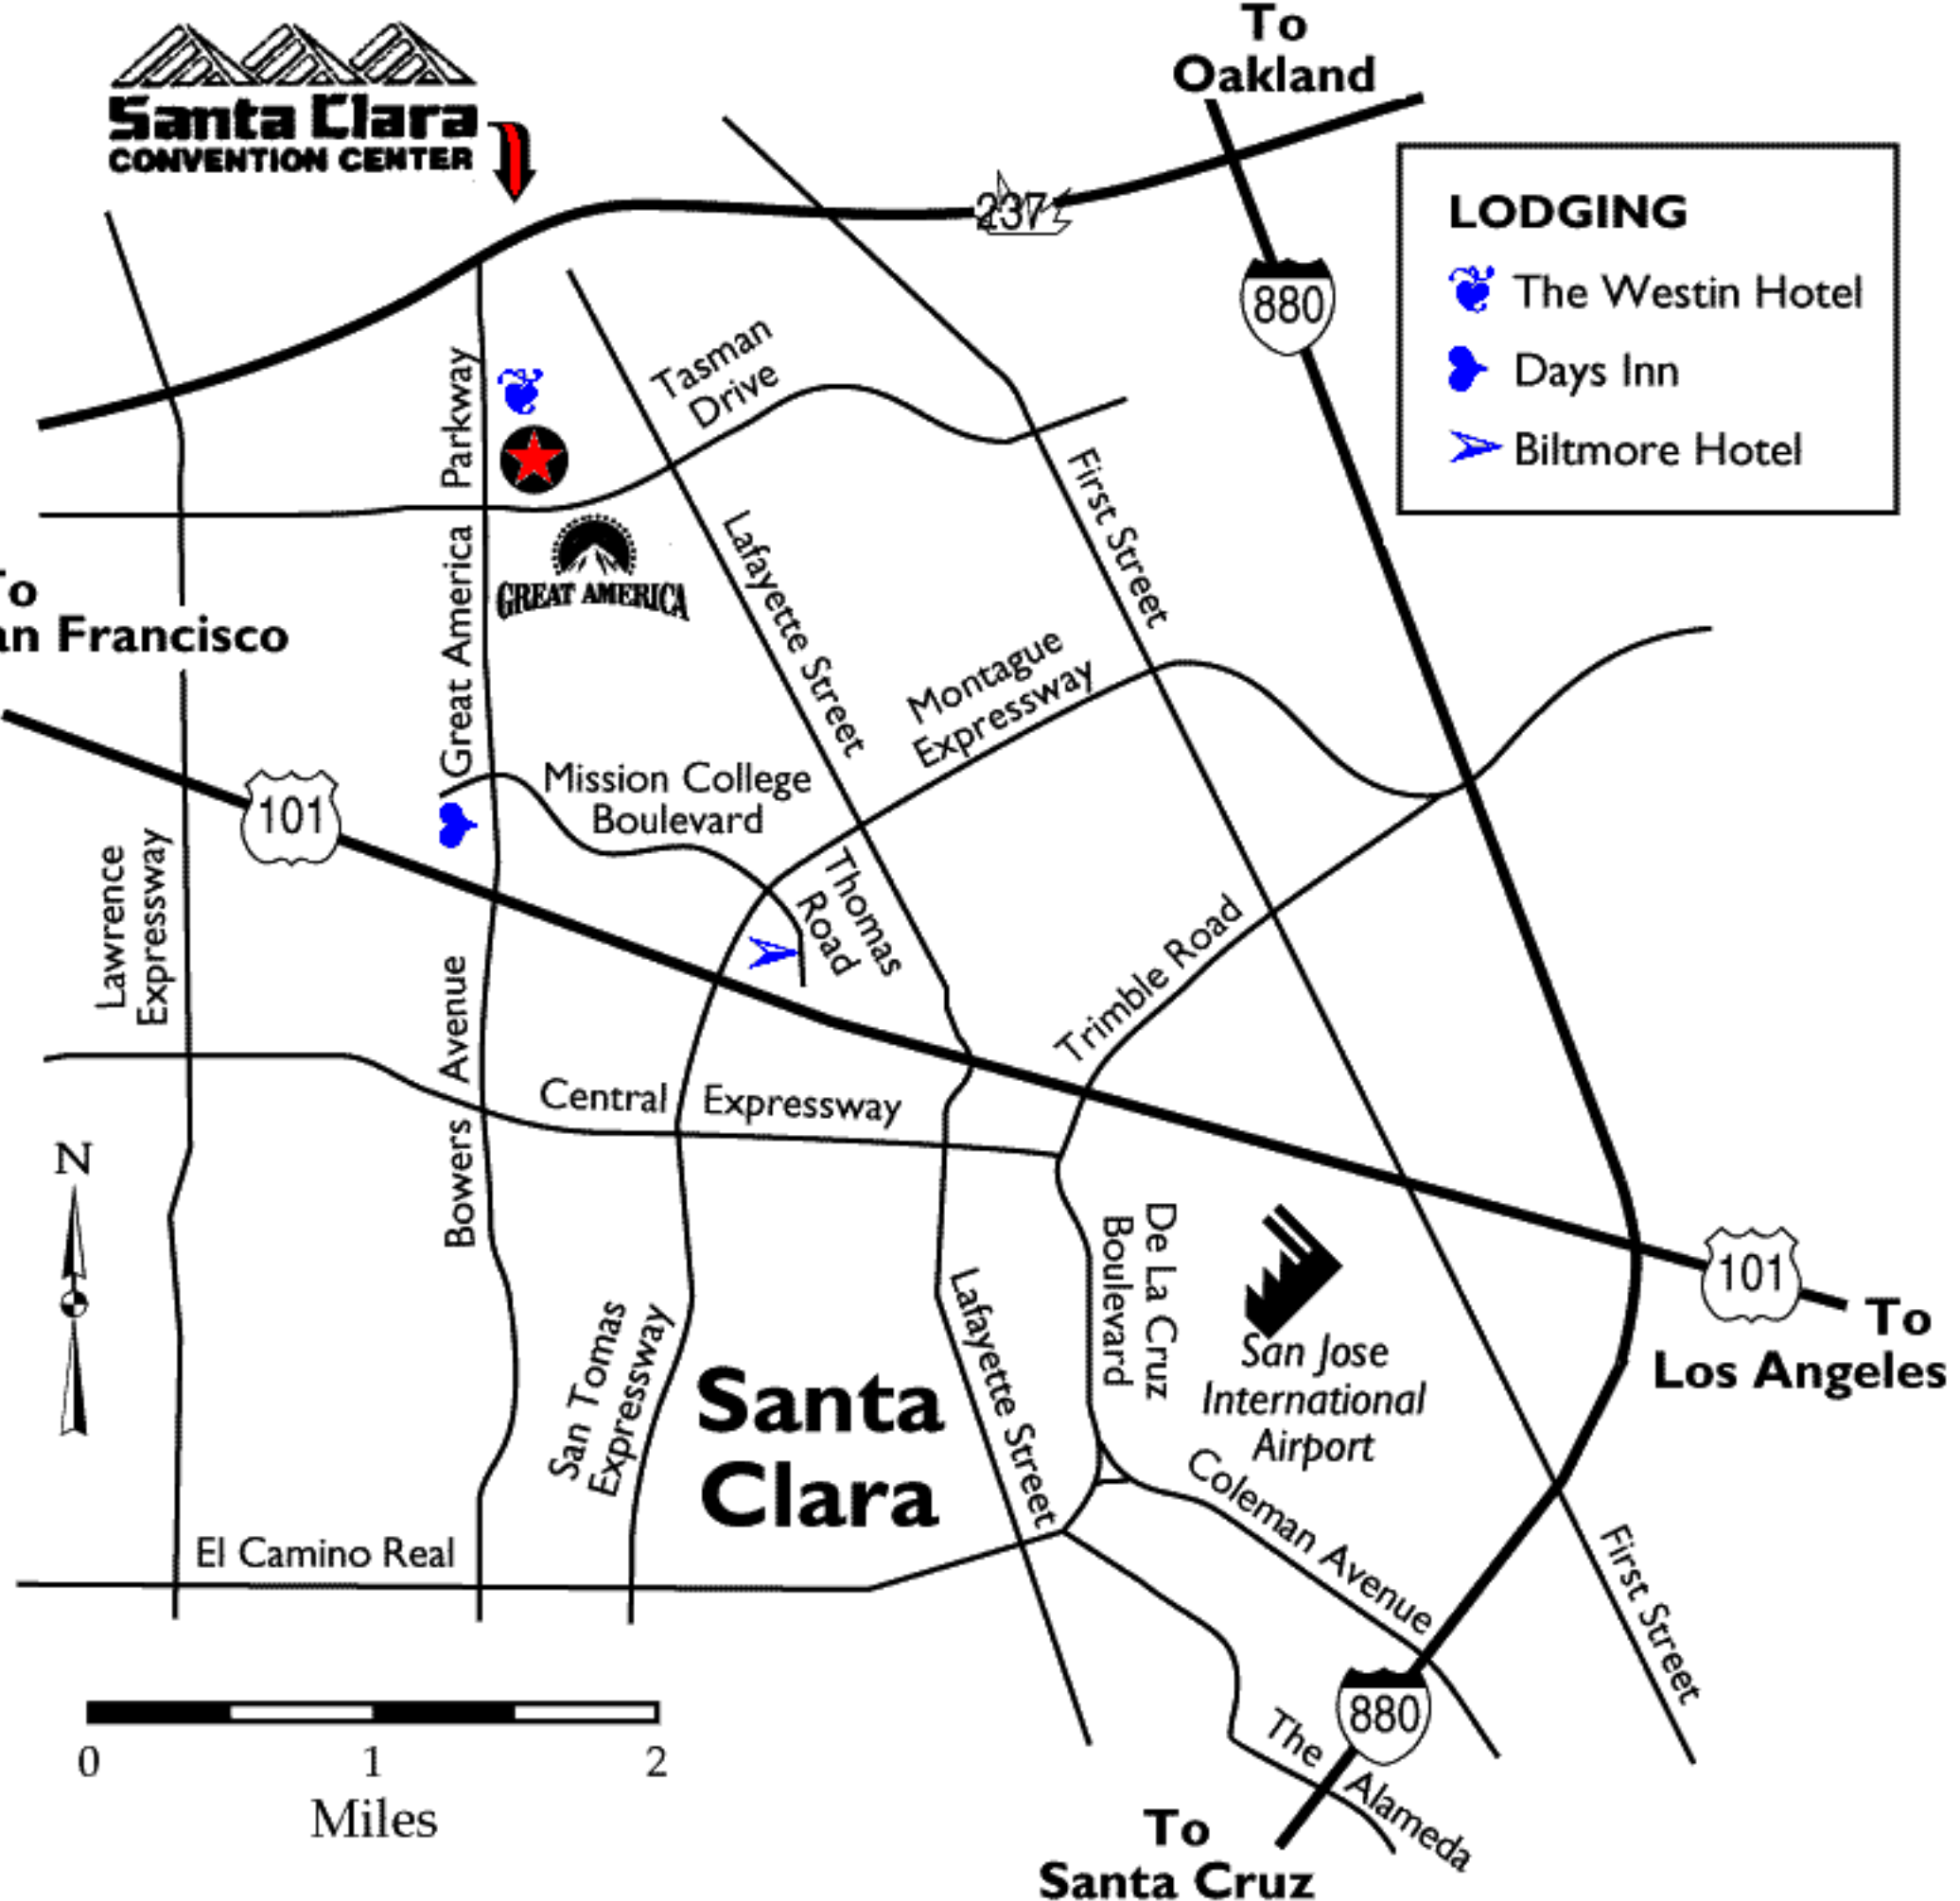 To
Oakland
Santa Clara
CONVENTION CENTER
237
880
LODGING
The Westin Hotel
Days Inn
Biltmore Hotel
Tasman
Drive
Parkway
First Street
Lafayette Street
GREAT AMERICA
Great America
To
an Francisco
Montague
Expressway
Mission College
Boulevard
101
Thomas
Road
Lawrence
Expressway
Trimble Road
Bowers Avenue
Central Expressway
N
De La Cruz
Boulevard
San Jose
International
Airport
101
To
Los Angeles
San Tomas
Expressway
Lafayette Street
Santa
Clara
Coleman Avenue
First Street
El Camino Real
880
0 1 2
Miles
The Alameda
To
Santa Cruz